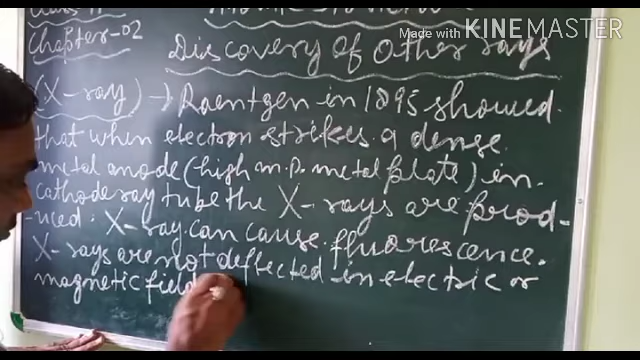 Made with KINEMASTER
Chapter-02
Discovery of other rays
(X-ray) → Roentgen in 1895 showed
that when electron strikes a dense
metal anode (high m.p. metal plate) in
cathode ray tube the X-rays are prod-
-uced. X-ray can cause fluorescence.
X-rays are not deflected in electric or
magnetic field